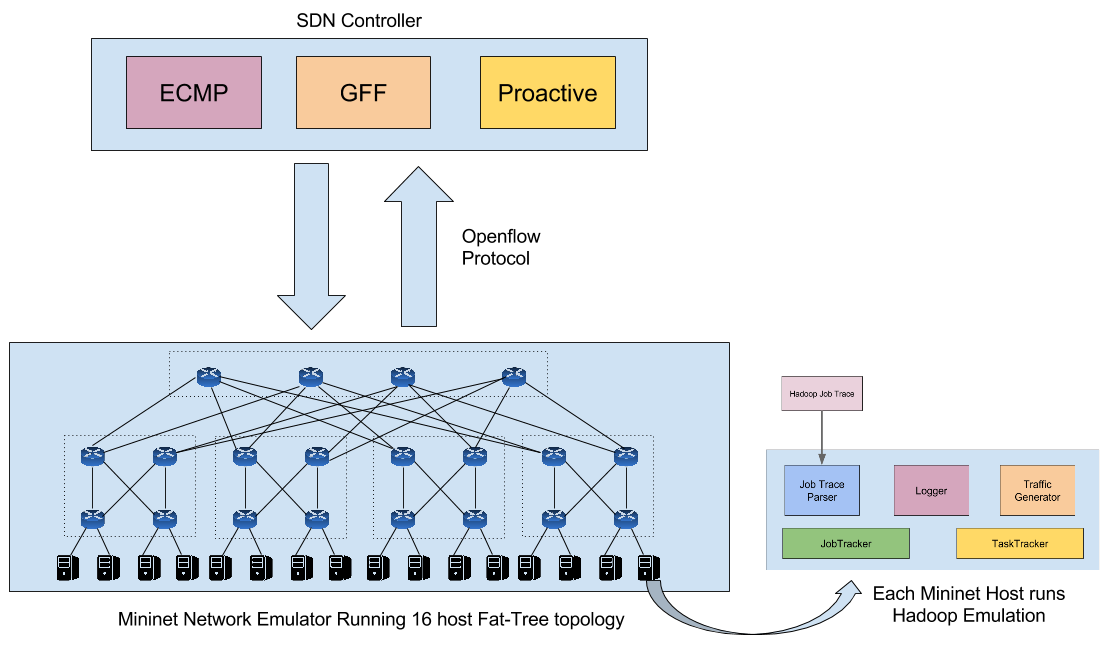 SDN Controller
ECMP
GFF
Proactive
Openflow
Protocol
Hadoop Job Trace
Job Trace
Parser
Logger
Traffic
Generator
JobTracker
TaskTracker
Each Mininet Host runs
Hadoop Emulation
Mininet Network Emulator Running 16 host Fat-Tree topology